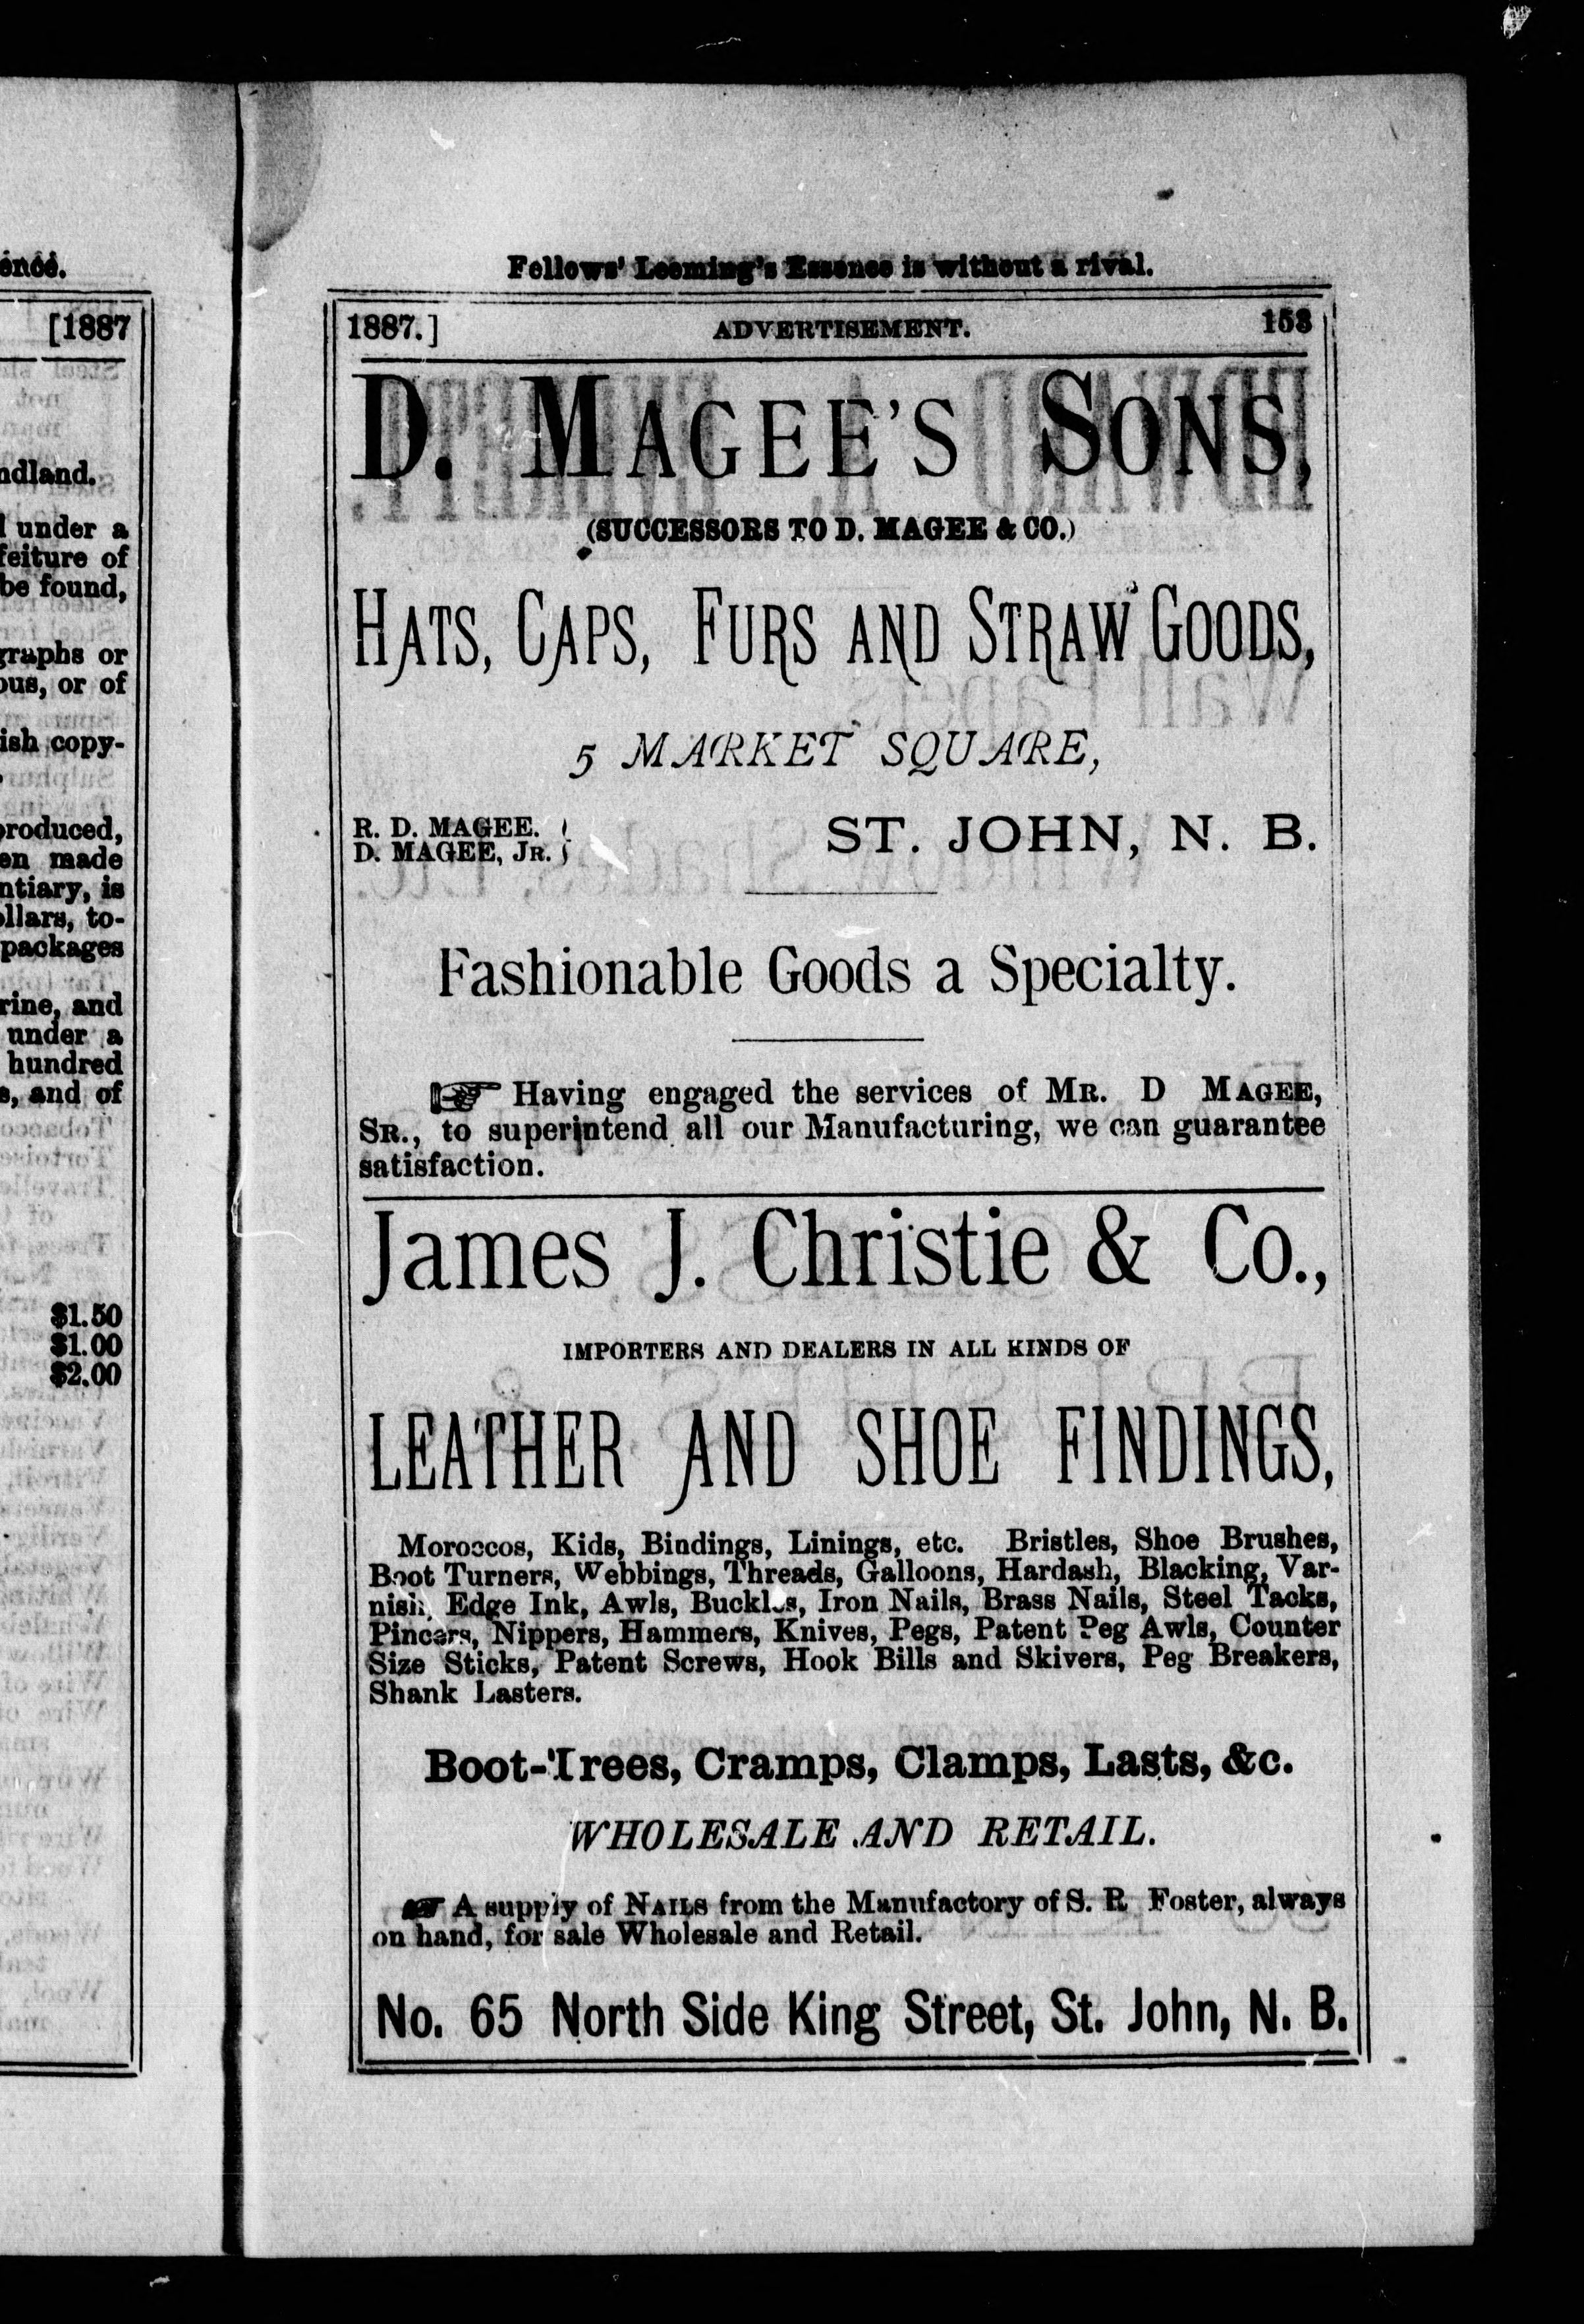 ence.
[1887
ndland.
under a
feiture of
be found,
graphs or
ous, or of
ish copy-
produced,
en made
ntiary, is
ollars, to-
packages
rine, and
under a
hundred
s, and of
$1.50
$1.00
$2.00
Fellows' Leeming's Essence is without a rival.
1887.] ADVERTISEMENT. 153
D. MAGEE'S SONS,
(SUCCESSORS TO D. MAGEE & CO.)
HATS, CAPS, FURS AND STRAW GOODS,
5 MARKET SQUARE,
R. D. MAGEE.
D. MAGEE, JR.
ST. JOHN, N. B.
Fashionable Goods a Specialty.
☞ Having engaged the services of MR. D MAGEE,
SR., to superintend all our Manufacturing, we can guarantee
satisfaction.
James J. Christie & Co.,
IMPORTERS AND DEALERS IN ALL KINDS OF
LEATHER AND SHOE FINDINGS,
Moroccos, Kids, Bindings, Linings, etc. Bristles, Shoe Brushes,
Boot Turners, Webbings, Threads, Galloons, Hardash, Blacking, Var-
nish, Edge Ink, Awls, Buckles, Iron Nails, Brass Nails, Steel Tacks,
Pincers, Nippers, Hammers, Knives, Pegs, Patent Peg Awls, Counter
Size Sticks, Patent Screws, Hook Bills and Skivers, Peg Breakers,
Shank Lasters.
Boot-Trees, Cramps, Clamps, Lasts, &c.
WHOLESALE AND RETAIL.
☞ A supply of NAILS from the Manufactory of S. R. Foster, always
on hand, for sale Wholesale and Retail.
No. 65 North Side King Street, St. John, N. B.